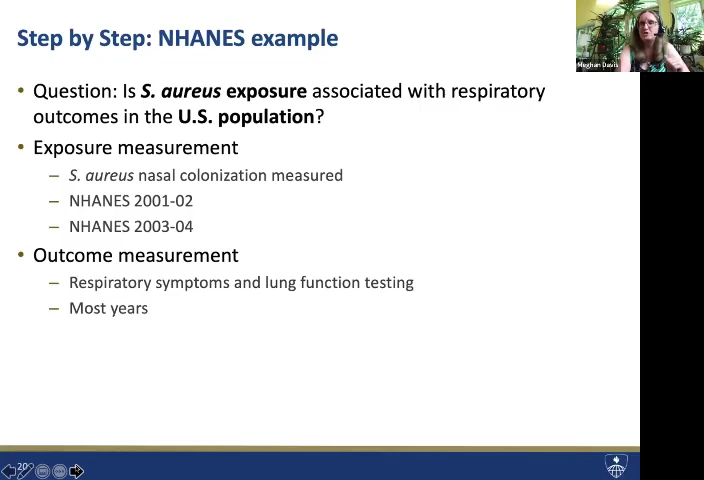 Step by Step: NHANES example
• Question: Is S. aureus exposure associated with respiratory
outcomes in the U.S. population?
• Exposure measurement
– S. aureus nasal colonization measured
– NHANES 2001-02
– NHANES 2003-04
• Outcome measurement
– Respiratory symptoms and lung function testing
– Most years
Meghan Davis
20